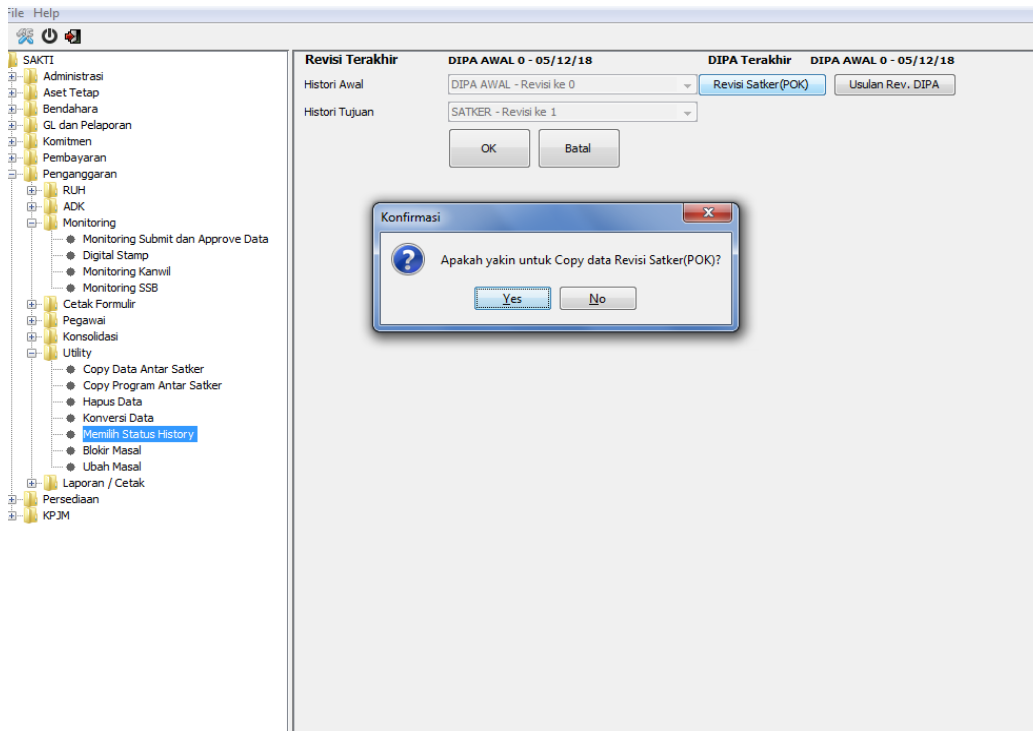 File Help
SAKTI
Administrasi
Aset Tetap
Bendahara
GL dan Pelaporan
Komitmen
Pembayaran
Penganggaran
RUH
ADK
Monitoring
Monitoring Submit dan Approve Data
Digital Stamp
Monitoring Kanwil
Monitoring SSB
Cetak Formulir
Pegawai
Konsolidasi
Utility
Copy Data Antar Satker
Copy Program Antar Satker
Hapus Data
Konversi Data
Memilih Status History
Blokir Masal
Ubah Masal
Laporan / Cetak
Persediaan
KPJM
Revisi Terakhir DIPA AWAL 0 - 05/12/18 DIPA Terakhir DIPA AWAL 0 - 05/12/18
Histori Awal DIPA AWAL - Revisi ke 0 Revisi Satker(POK) Usulan Rev. DIPA
Histori Tujuan SATKER - Revisi ke 1
OK Batal
Konfirmasi
Apakah yakin untuk Copy data Revisi Satker(POK)?
Yes No